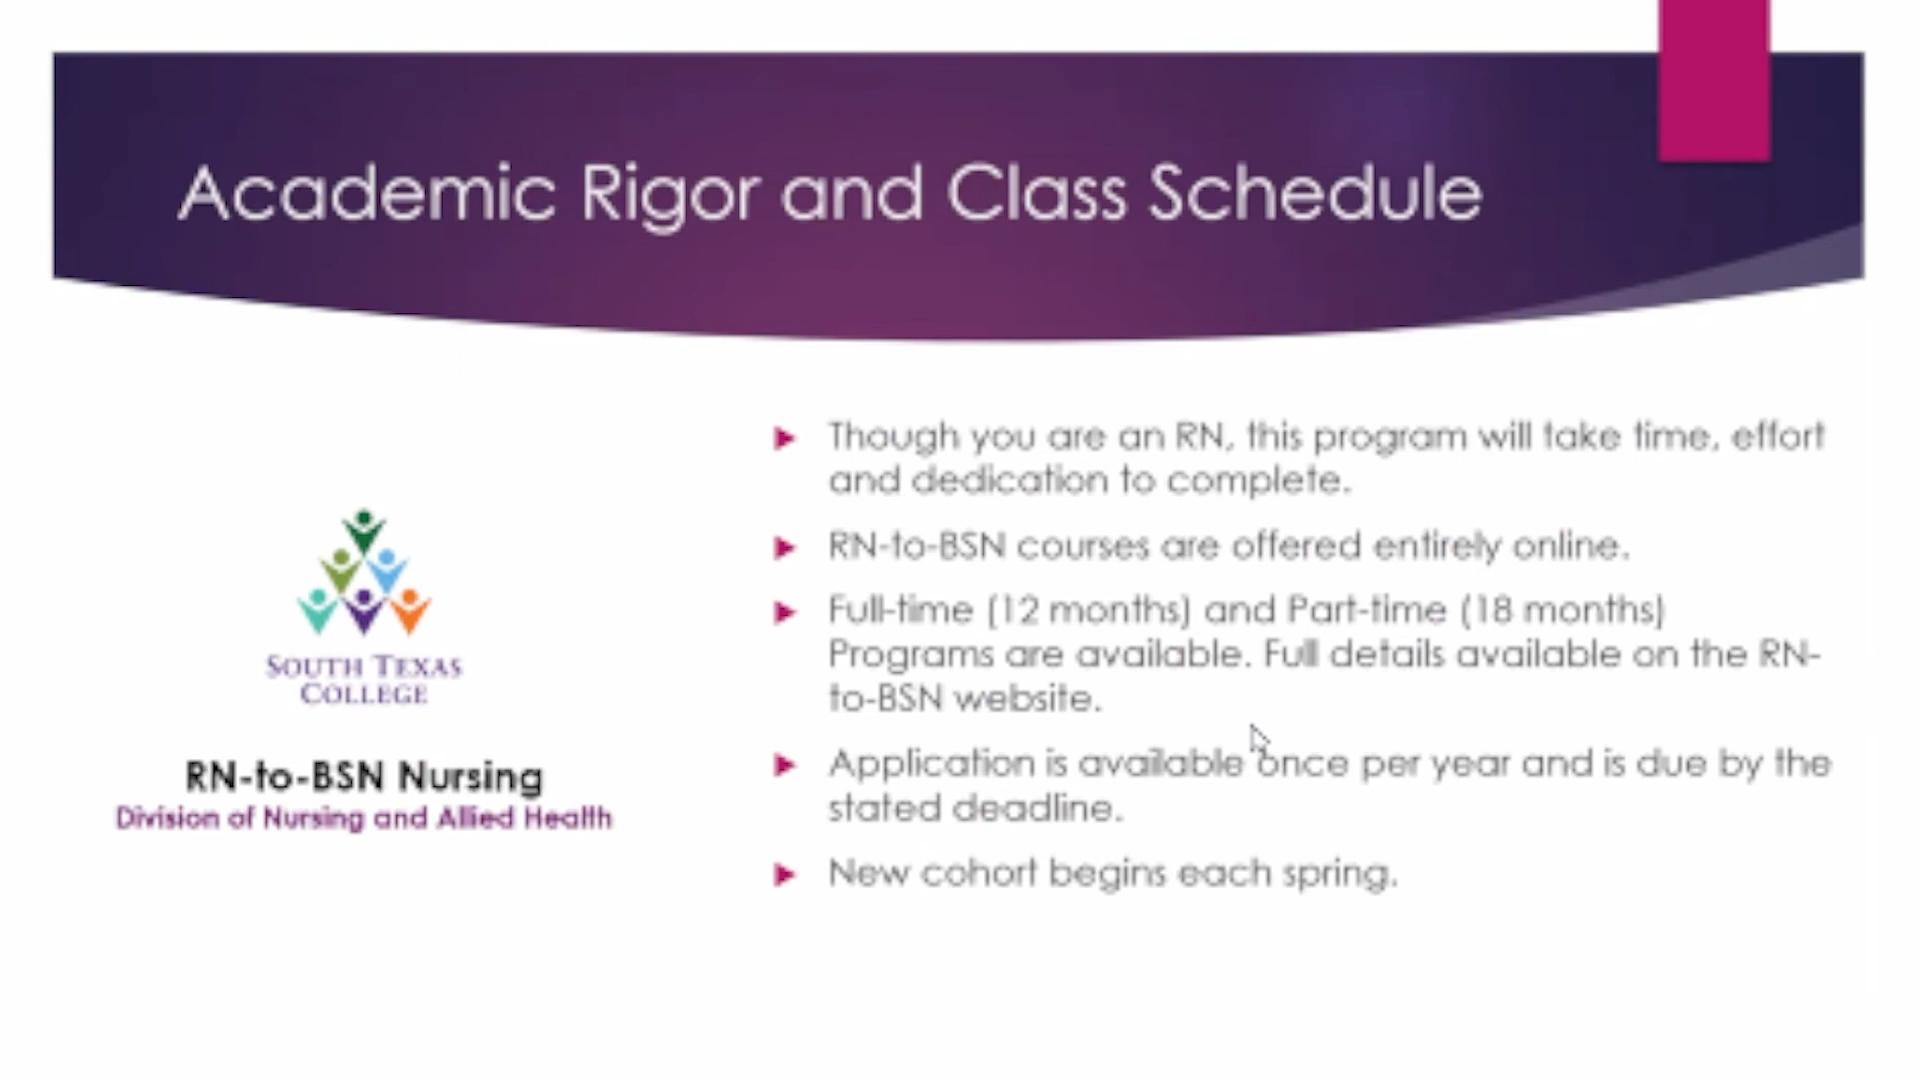 Academic Rigor and Class Schedule
Though you are an RN, this program will take time, effort
and dedication to complete.
RN-to-BSN courses are offered entirely online.
Full-time (12 months) and Part-time (18 months)
Programs are available. Full details available on the RN-
to-BSN website.
Application is available once per year and is due by the
stated deadline.
New cohort begins each spring.
SOUTH TEXAS
COLLEGE
RN-to-BSN Nursing
Division of Nursing and Allied Health